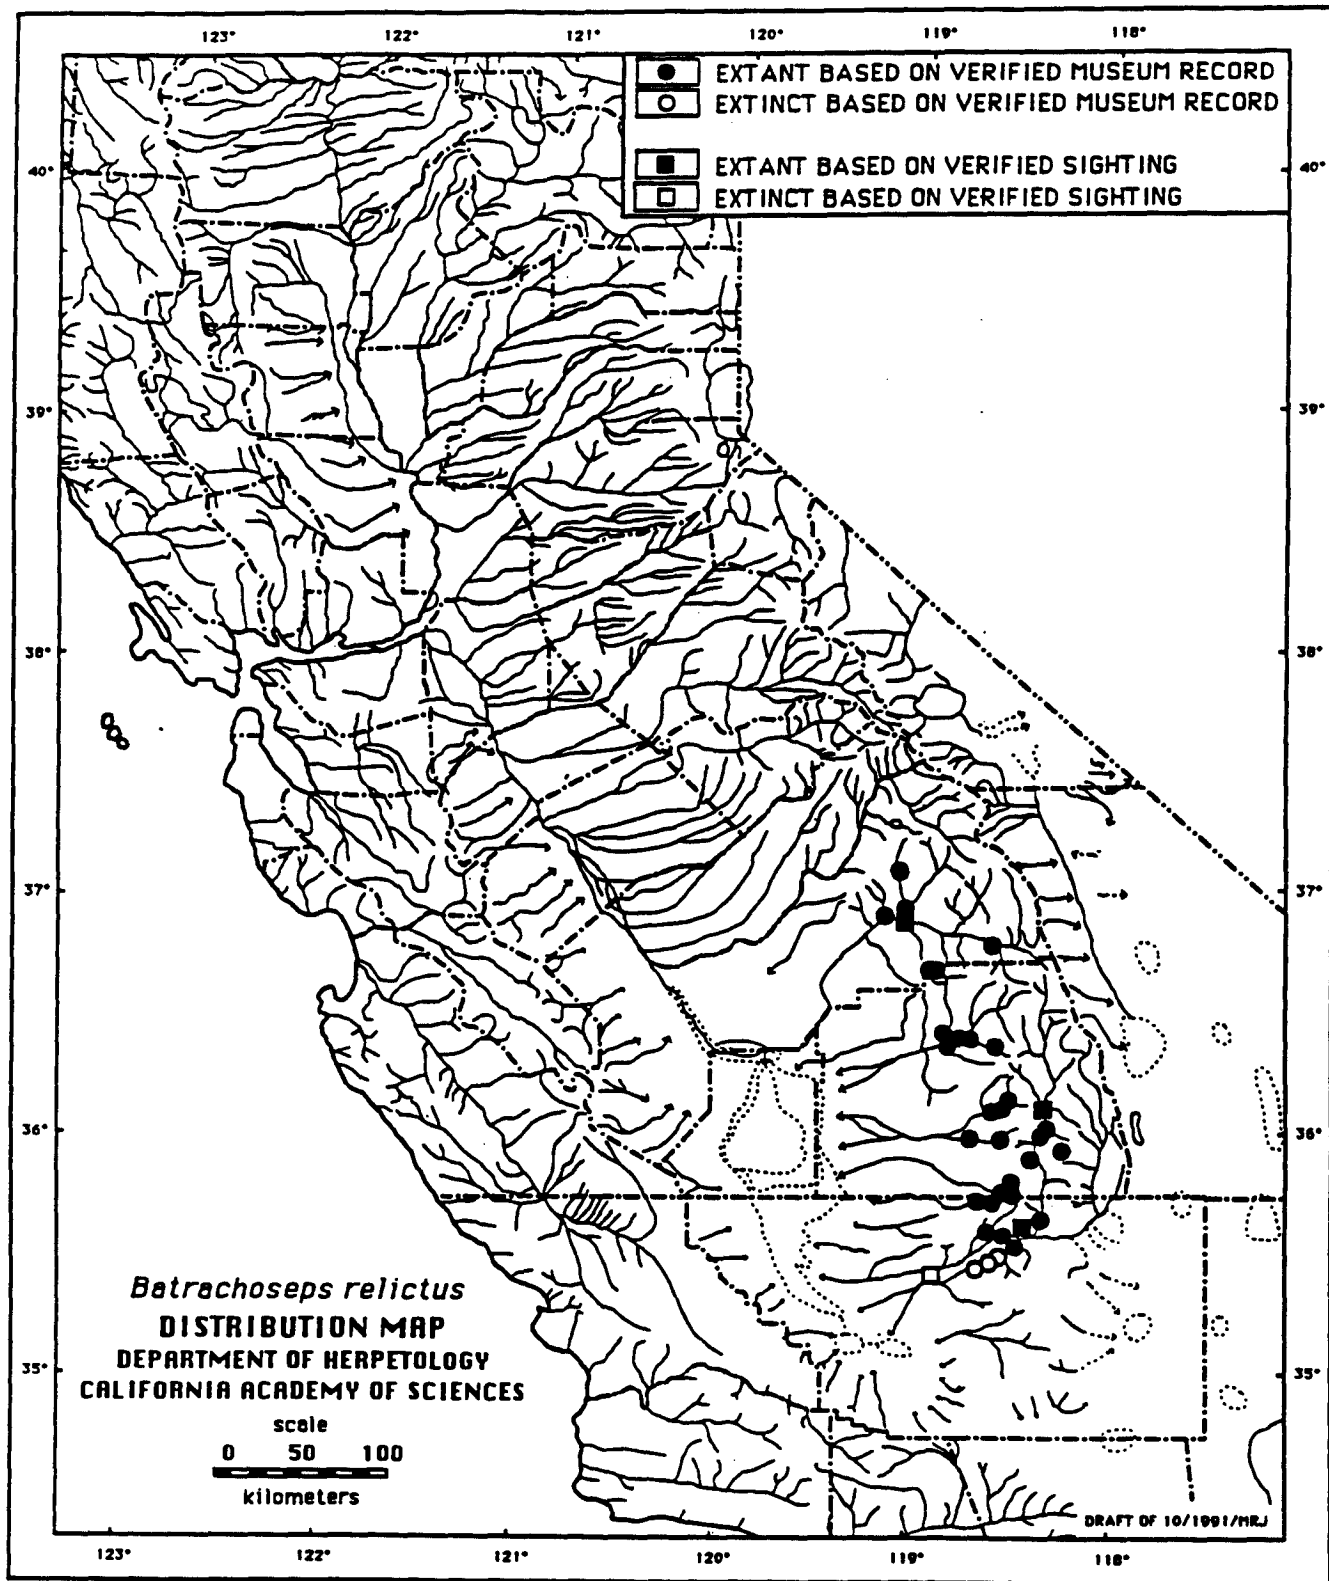 123° 122° 121° 120° 119° 118°
EXTANT BASED ON VERIFIED MUSEUM RECORD
EXTINCT BASED ON VERIFIED MUSEUM RECORD
EXTANT BASED ON VERIFIED SIGHTING
EXTINCT BASED ON VERIFIED SIGHTING
40° 40°
39° 39°
38° 38°
37° 37°
36° 36°
35° 35°
Batrachoseps relictus
DISTRIBUTION MAP
DEPARTMENT OF HERPETOLOGY
CALIFORNIA ACADEMY OF SCIENCES
scale
0 50 100
kilometers
DRAFT OF 10/1991/MRJ
123° 122° 121° 120° 119° 118°